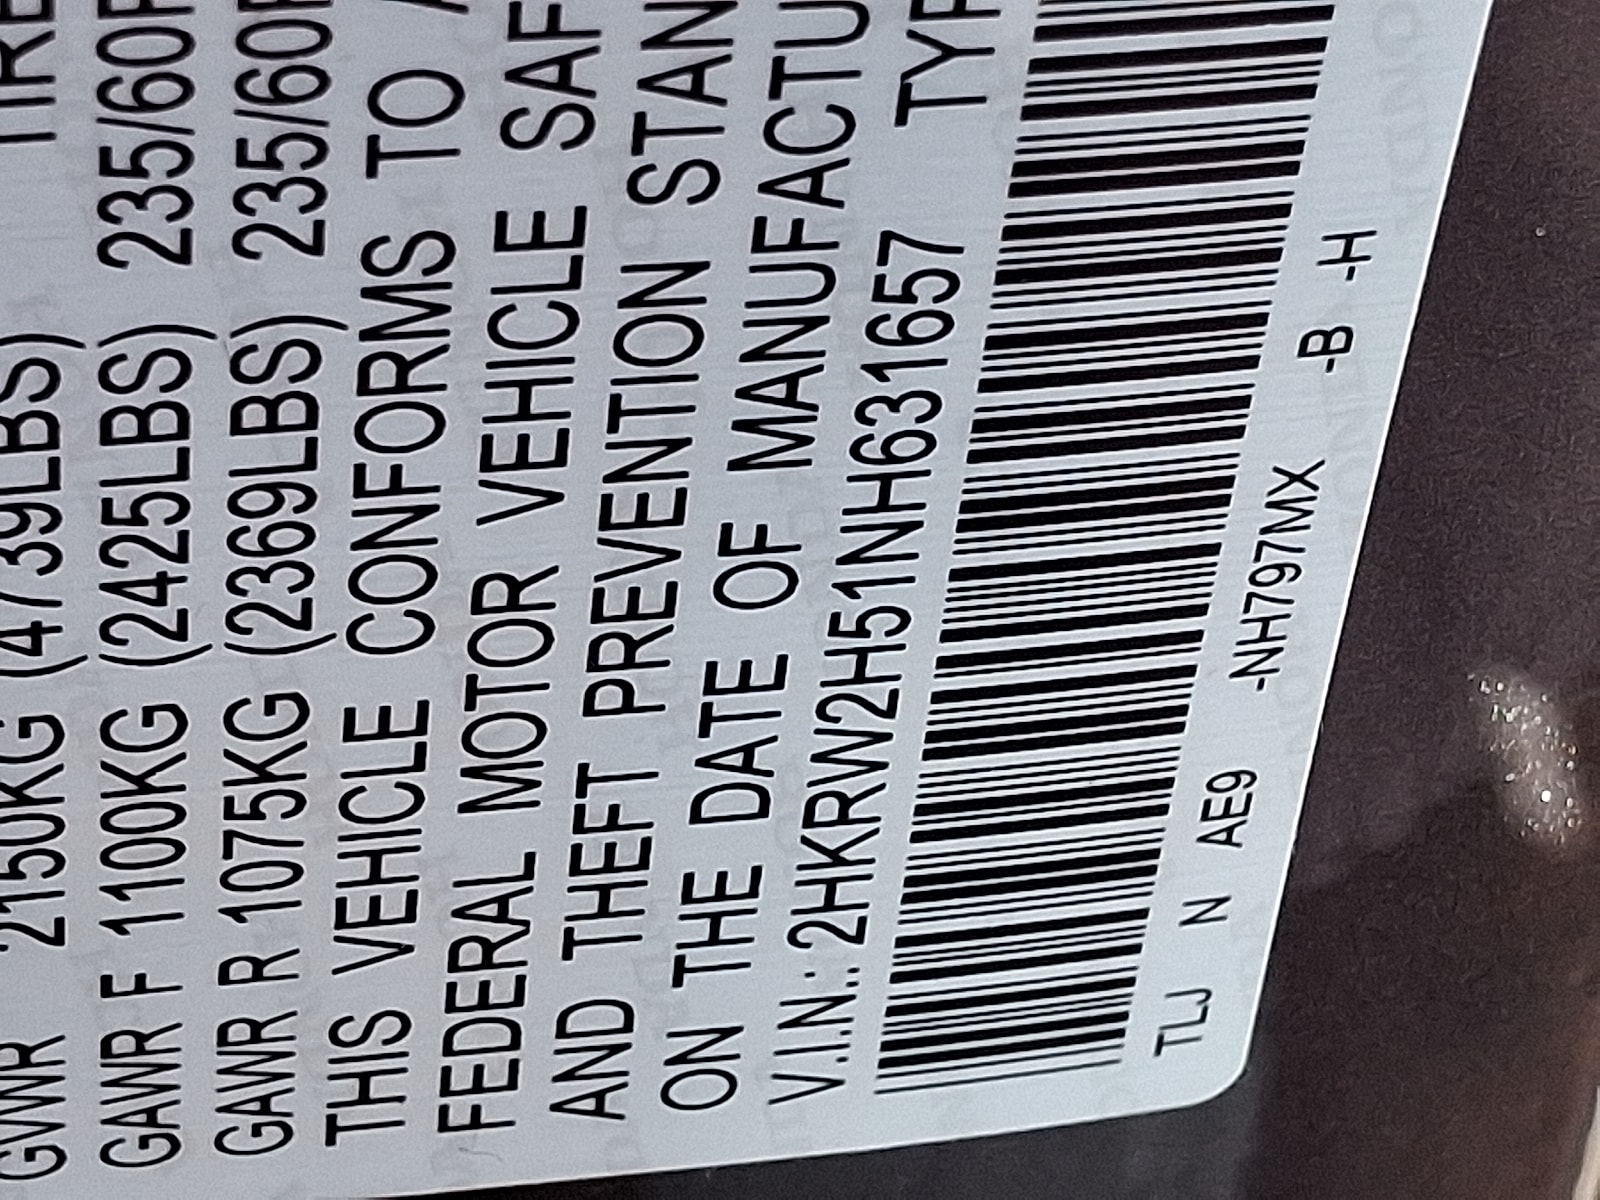 GVWR 2150KG (4739LBS) TIRE
GAWR F 1100KG (2425LBS) 235/60R
GAWR R 1075KG (2369LBS) 235/60R
THIS VEHICLE CONFORMS TO
FEDERAL MOTOR VEHICLE SAF
AND THEFT PREVENTION STAN
ON THE DATE OF MANUFACTU
V.I.N.: 2HKRW2H51NH631657 TYP
TLJ N AE9 -NH797MX -B -H